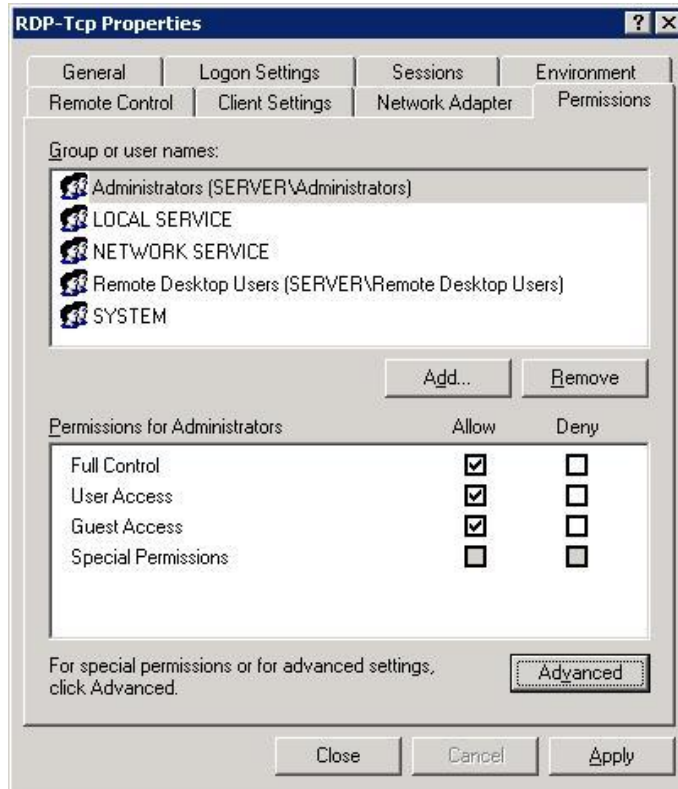 RDP-Tcp Properties
General Logon Settings Sessions Environment
Remote Control Client Settings Network Adapter Permissions
Group or user names:
Administrators (SERVER\Administrators)
LOCAL SERVICE
NETWORK SERVICE
Remote Desktop Users (SERVER\Remote Desktop Users)
SYSTEM
Add... Remove
Permissions for Administrators Allow Deny
Full Control
User Access
Guest Access
Special Permissions
For special permissions or for advanced settings,
click Advanced.
Advanced
Close Cancel Apply